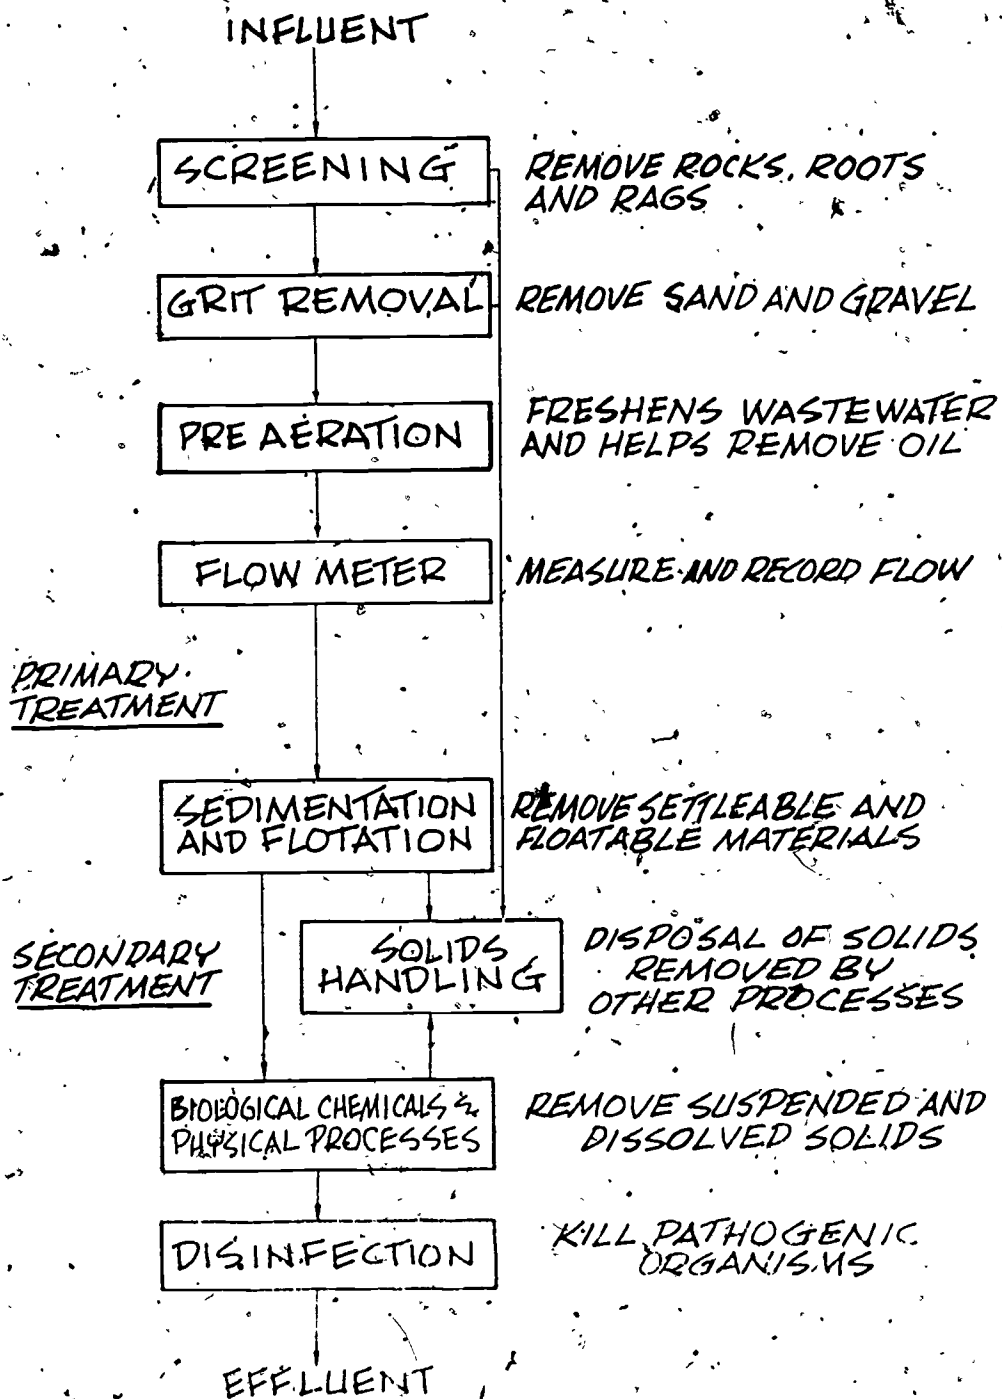 INFLUENT
SCREENING
REMOVE ROCKS, ROOTS
AND RAGS
GRIT REMOVAL
REMOVE SAND AND GRAVEL
PRE AERATION
FRESHENS WASTEWATER
AND HELPS REMOVE OIL
FLOW METER
MEASURE AND RECORD FLOW
PRIMARY
TREATMENT
SEDIMENTATION
AND FLOTATION
REMOVE SETTLEABLE AND
FLOATABLE MATERIALS
SECONDARY
TREATMENT
SOLIDS
HANDLING
DISPOSAL OF SOLIDS
REMOVED BY
OTHER PROCESSES
BIOLOGICAL CHEMICALS &
PHYSICAL PROCESSES
REMOVE SUSPENDED AND
DISSOLVED SOLIDS
DISINFECTION
KILL PATHOGENIC
ORGANISMS
EFFLUENT